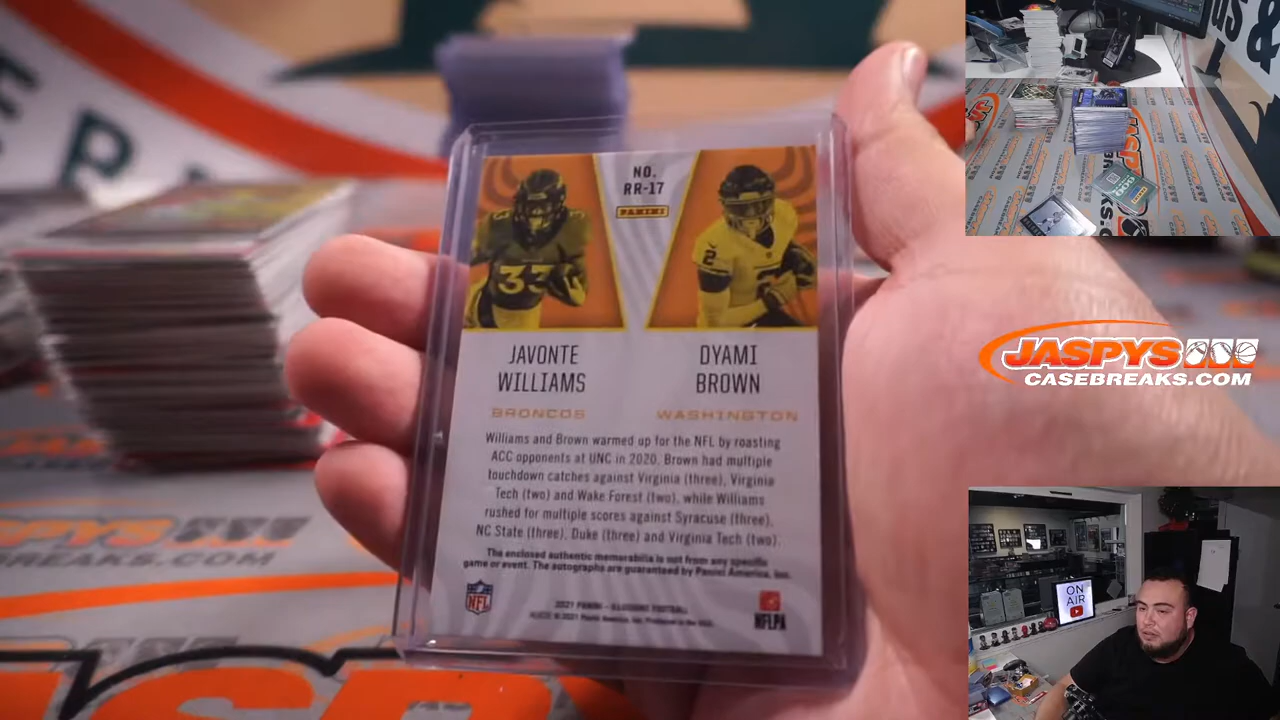 NO.
RR-17
PANINI
33
2
JAVONTE
WILLIAMS
DYAMI
BROWN
BRONCOS
WASHINGTON
Williams and Brown warmed up for the NFL by roasting
ACC opponents at UNC in 2020. Brown had multiple
touchdown catches against Virginia (three), Virginia
Tech (two) and Wake Forest (two), while Williams
rushed for multiple scores against Syracuse (three),
NC State (three), Duke (three) and Virginia Tech (two).
The enclosed authentic memorabilia is not from any specific
game or event. The autographs are guaranteed by Panini America, Inc.
2021 PANINI – ILLUSIONS FOOTBALL
NFL
NFLPA
JASPYS
CASEBREAKS.COM
ON
AIR